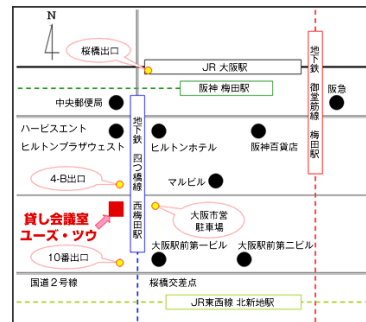 N
桜橋出口
JR 大阪駅
阪神 梅田駅
地下鉄 御堂筋線 梅田駅
中央郵便局
阪急
地下鉄 四つ橋線 西梅田駅
ハービスエント
ヒルトンプラザウェスト
ヒルトンホテル
阪神百貨店
4-B出口
マルビル
貸し会議室
ユーズ・ツウ
大阪市営
駐車場
10番出口
大阪駅前第一ビル
大阪駅前第二ビル
国道２号線
桜橋交差点
JR東西線 北新地駅